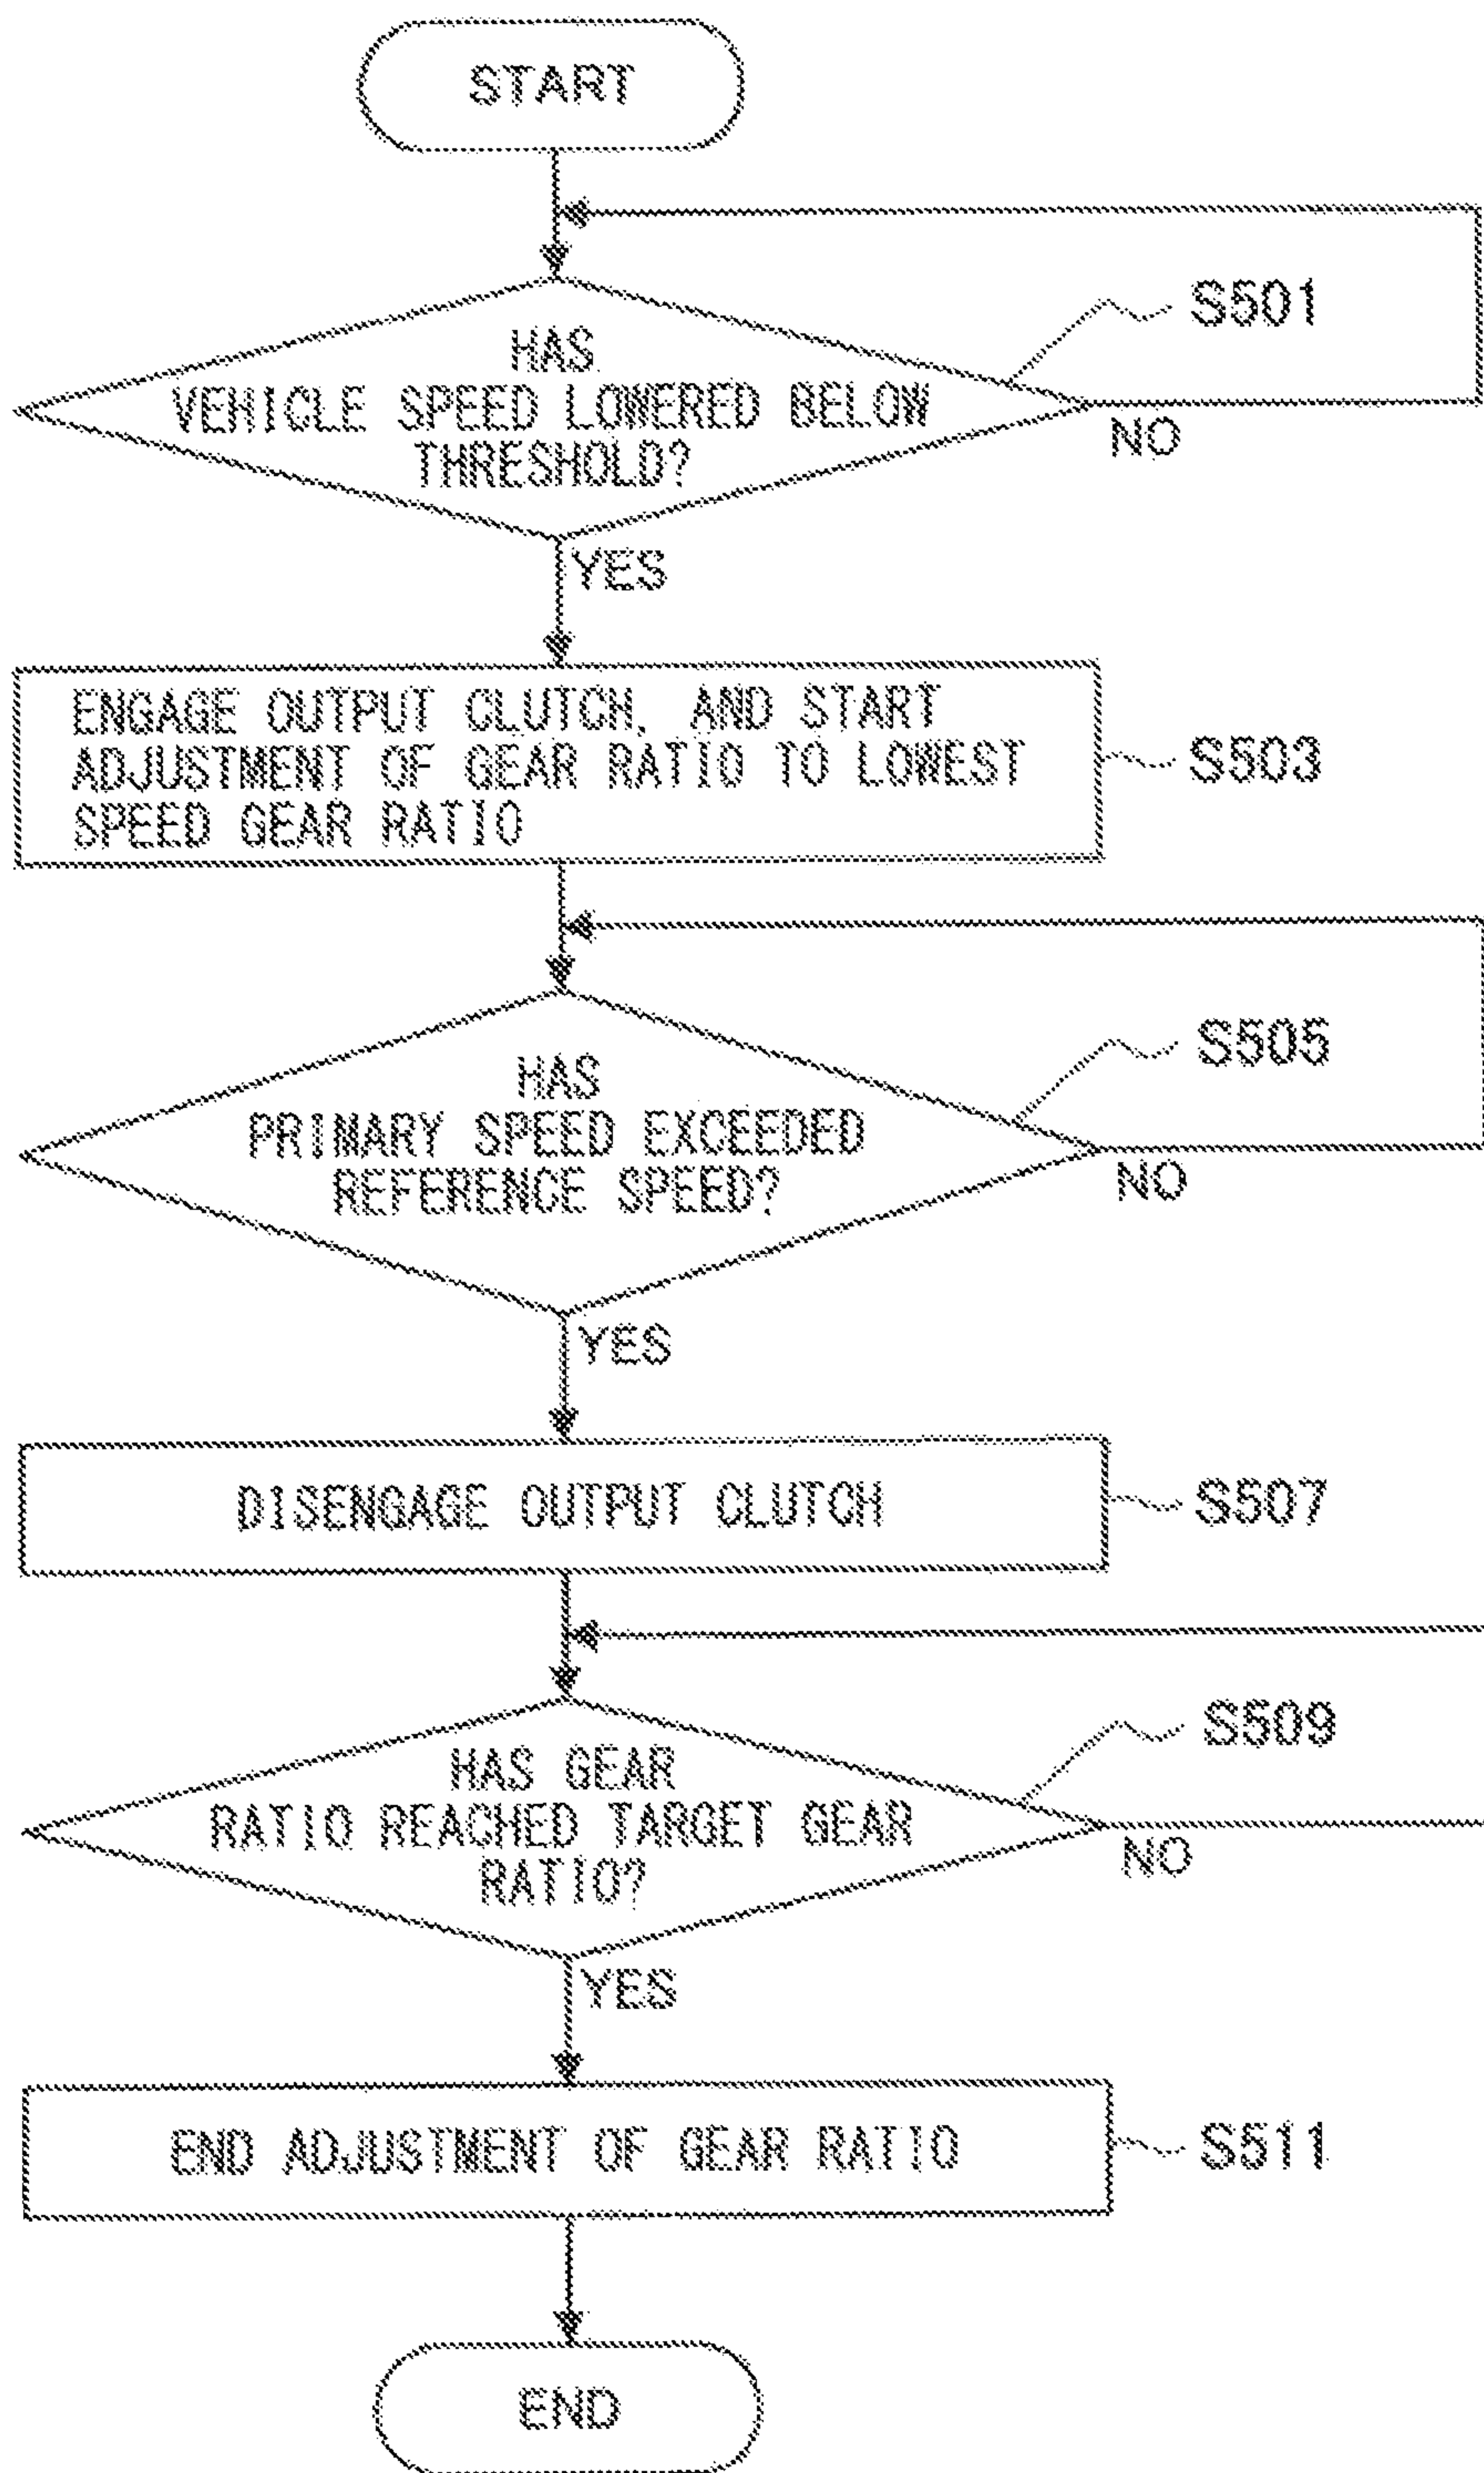 START
S501
HAS
VEHICLE SPEED LOWERED BELOW
THRESHOLD?
NO
YES
ENGAGE OUTPUT CLUTCH, AND START
ADJUSTMENT OF GEAR RATIO TO LOWEST
SPEED GEAR RATIO
S503
S505
HAS
PRIMARY SPEED EXCEEDED
REFERENCE SPEED?
NO
YES
DISENGAGE OUTPUT CLUTCH
S507
S509
HAS GEAR
RATIO REACHED TARGET GEAR
RATIO?
NO
YES
END ADJUSTMENT OF GEAR RATIO
S511
END